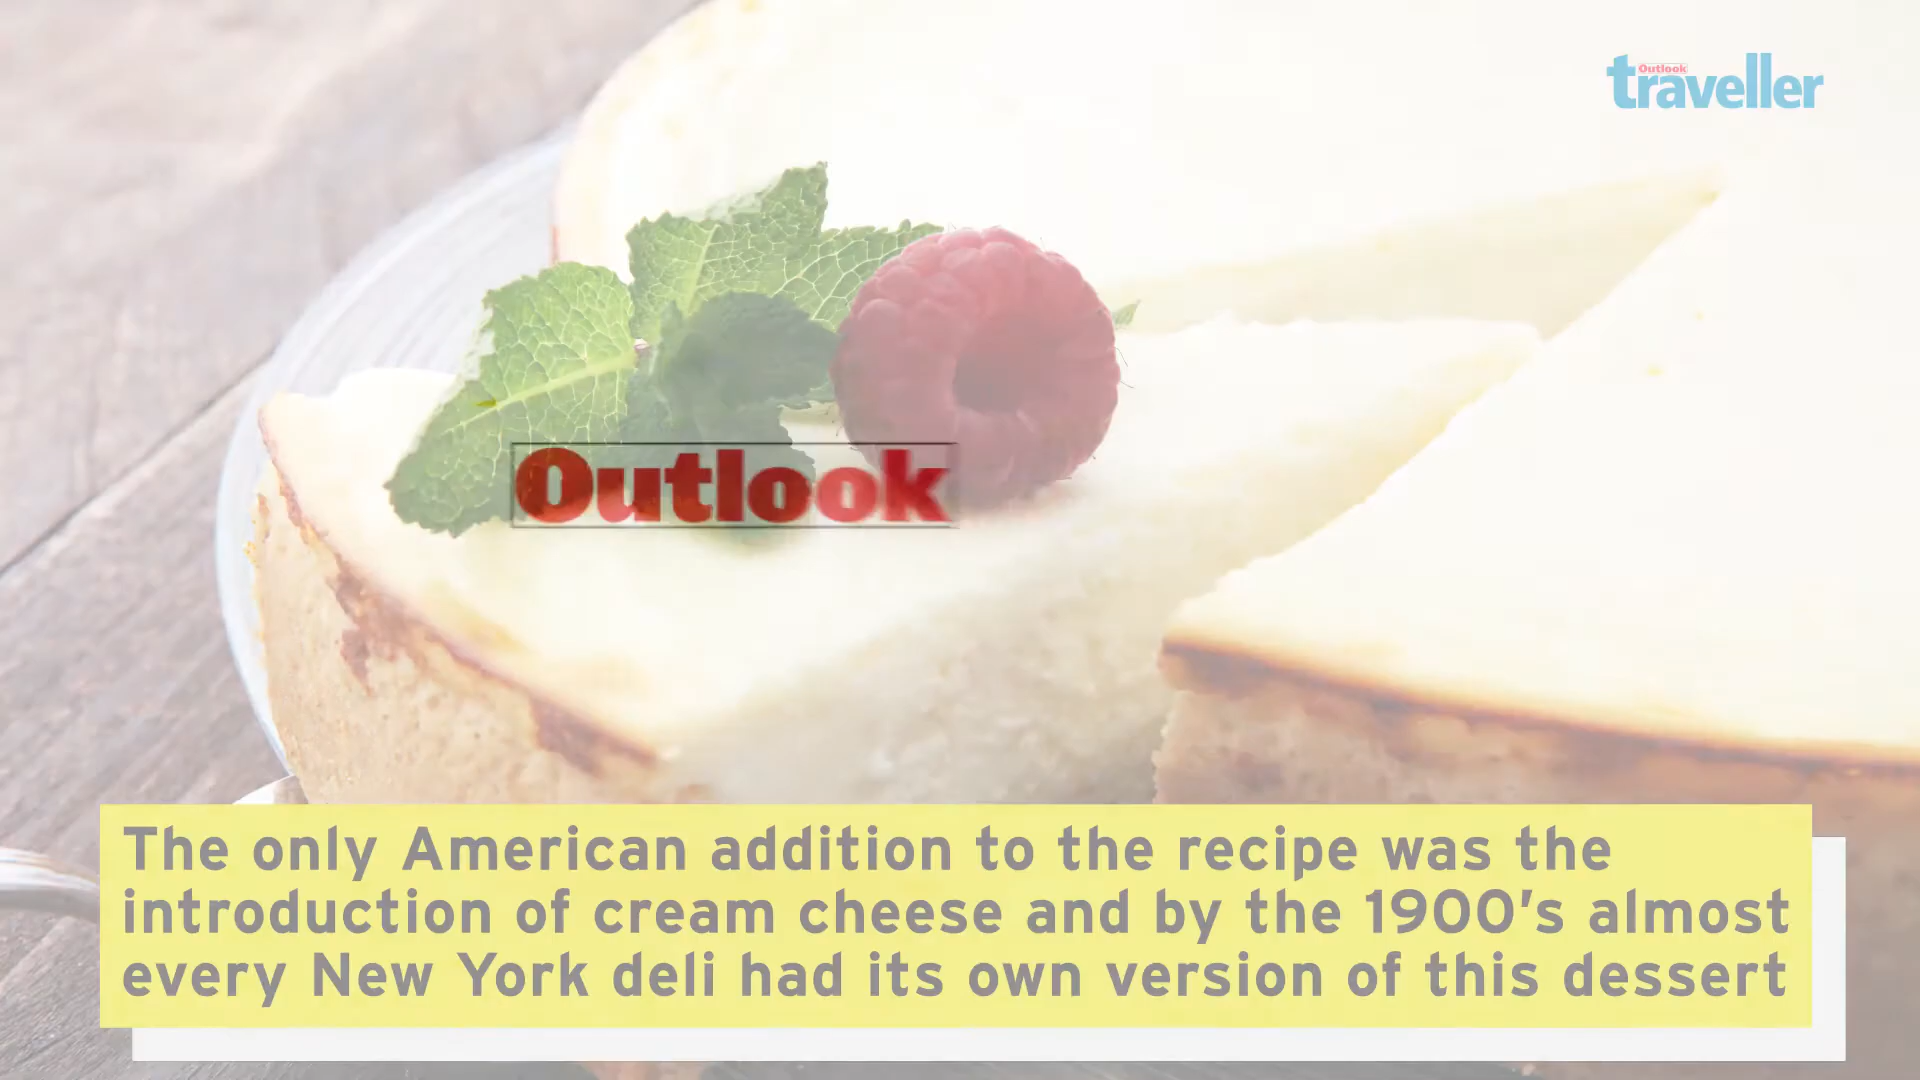 Outlook
traveller
Outlook
The only American addition to the recipe was the
introduction of cream cheese and by the 1900's almost
every New York deli had its own version of this dessert